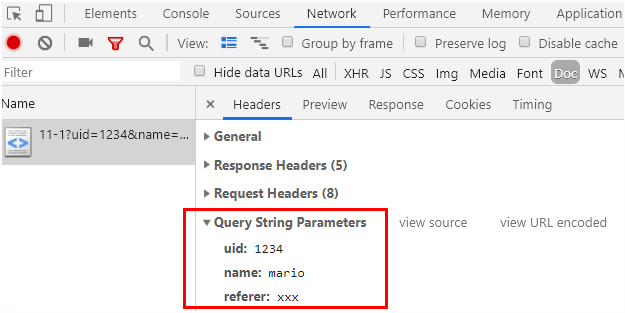 Elements Console Sources Network Performance Memory Application
View: Group by frame Preserve log Disable cache
Filter Hide data URLs All XHR JS CSS Img Media Font Doc WS M
Name × Headers Preview Response Cookies Timing
11-1?uid=1234&name=...
General
Response Headers (5)
Request Headers (8)
Query String Parameters view source view URL encoded
uid: 1234
name: mario
referer: xxx